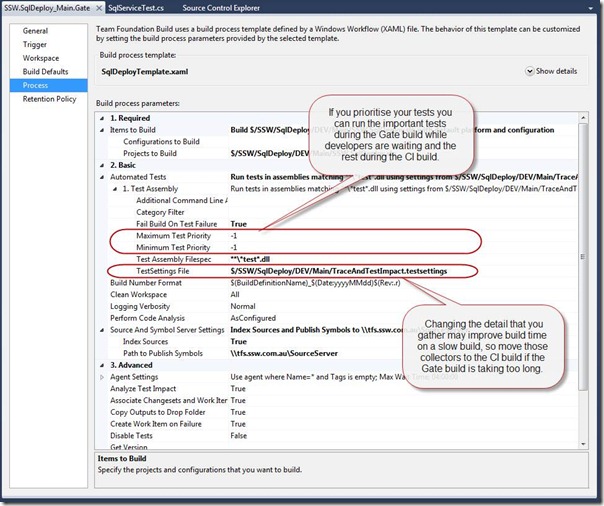 SSW.SqlDeploy_Main.Gate SqlServiceTest.cs Source Control Explorer
General
Trigger
Workspace
Build Defaults
Process
Retention Policy
Team Foundation Build uses a build process template defined by a Windows Workflow (XAML) file. The behavior of this template can be customized
by setting the build process parameters provided by the selected template.
Build process template:
SqlDeployTemplate.xaml
Show details
Build process parameters:
1. Required
Items to Build Build $/SSW/SqlDeploy/DEV/ platform and configuration
Configurations to Build
Projects to Build $/SSW/SqlDeploy/DEV/
2. Basic
Automated Tests Run tests in assemblies matching **\*test*.dll using settings from $/SSW/SqlDeploy/DEV/Main/TraceAndT
1. Test Assembly Run tests in assemblies matching **\*test*.dll using settings from $/SSW/SqlDeploy/DEV/Main/TraceAndTe
Additional Command Line A
Category Filter
Fail Build On Test Failure True
Maximum Test Priority -1
Minimum Test Priority -1
Test Assembly Filespec **\*test*.dll
TestSettings File $/SSW/SqlDeploy/DEV/Main/TraceAndTestImpact.testsettings
Build Number Format $(BuildDefinitionName)_$(Date:yyyyMMdd)$(Rev:.r)
Clean Workspace All
Logging Verbosity Normal
Perform Code Analysis AsConfigured
Source And Symbol Server Settings Index Sources and Publish Symbols to \\tfs.ssw.com.au
Index Sources True
Path to Publish Symbols \\tfs.ssw.com.au\SourceServer
3. Advanced
Agent Settings Use agent where Name=* and Tags is empty; Max Wait
Analyze Test Impact True
Associate Changesets and Work Item True
Copy Outputs to Drop Folder True
Create Work Item on Failure True
Disable Tests False
Get Version
If you prioritise your tests you
can run the important tests
during the Gate build while
developers are waiting and the
rest during the CI build.
Changing the detail that you
gather may improve build time
on a slow build, so move those
collectors to the CI build if the
Gate build is taking too long.
Items to Build
Specify the projects and configurations that you want to build.